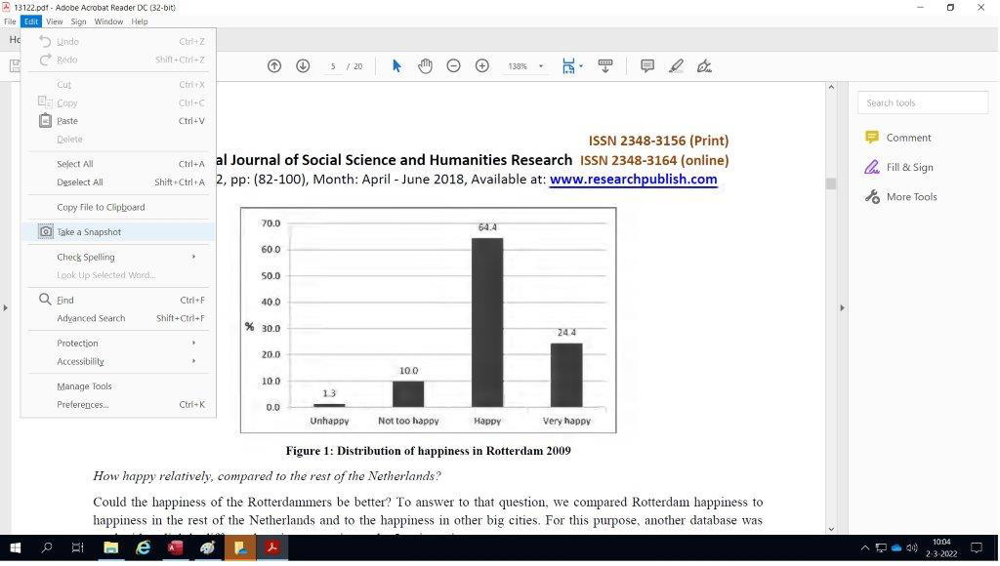 13122.pdf - Adobe Acrobat Reader DC (32-bit)
File Edit View Sign Window Help
Undo Ctrl+Z
Redo Shift+Ctrl+Z
Cut Ctrl+X
Copy Ctrl+C
Paste Ctrl+V
Delete
Select All Ctrl+A
Deselect All Shift+Ctrl+A
Copy File to Clipboard
Take a Snapshot
Check Spelling
Look Up Selected Word...
Find Ctrl+F
Advanced Search Shift+Ctrl+F
Protection
Accessibility
Manage Tools
Preferences... Ctrl+K
5 / 20
138%
Search tools
Comment
Fill & Sign
More Tools
ISSN 2348-3156 (Print)
al Journal of Social Science and Humanities Research ISSN 2348-3164 (online)
2, pp: (82-100), Month: April - June 2018, Available at: www.researchpublish.com
70.0
60.0
50.0
40.0
% 30.0
20.0
10.0
0.0
1.3
10.0
64.4
24.4
Unhappy Not too happy Happy Very happy
Figure 1: Distribution of happiness in Rotterdam 2009
How happy relatively, compared to the rest of the Netherlands?
Could the happiness of the Rotterdammers be better? To answer to that question, we compared Rotterdam happiness to
happiness in the rest of the Netherlands and to the happiness in other big cities. For this purpose, another database was
10:04
2-3-2022